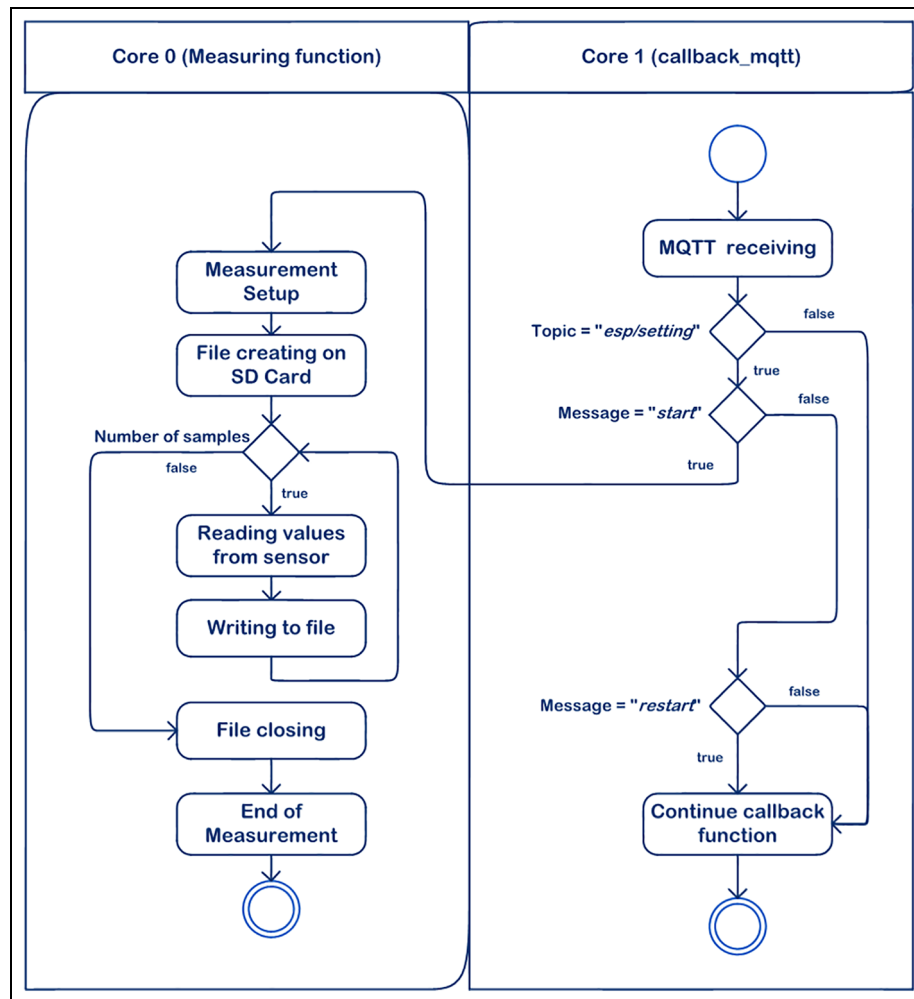 Core 0 (Measuring function)
Core 1 (callback_mqtt)
Measurement
Setup
File creating on
SD Card
Number of samples
false
true
Reading values
from sensor
Writing to file
File closing
End of
Measurement
MQTT receiving
Topic = "esp/setting"
false
true
Message = "start"
false
true
Message = "restart"
false
true
Continue callback
function